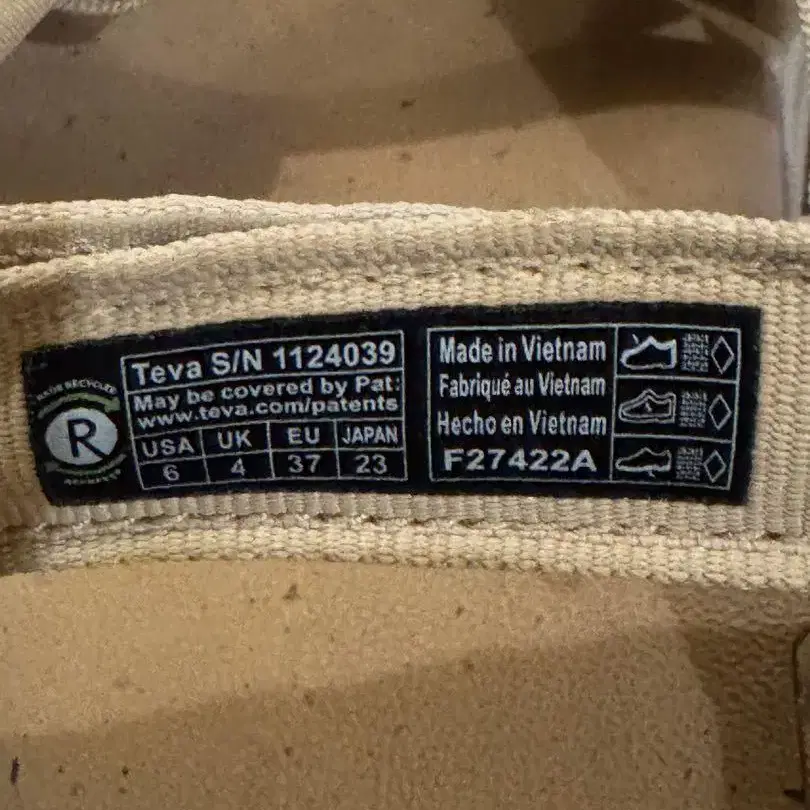 Teva S/N 1124039
May be covered by Pat:
www.teva.com/patents
USA UK EU JAPAN
6 4 37 23
R
Made in Vietnam
Fabriqué au Vietnam
Hecho en Vietnam
F27422A